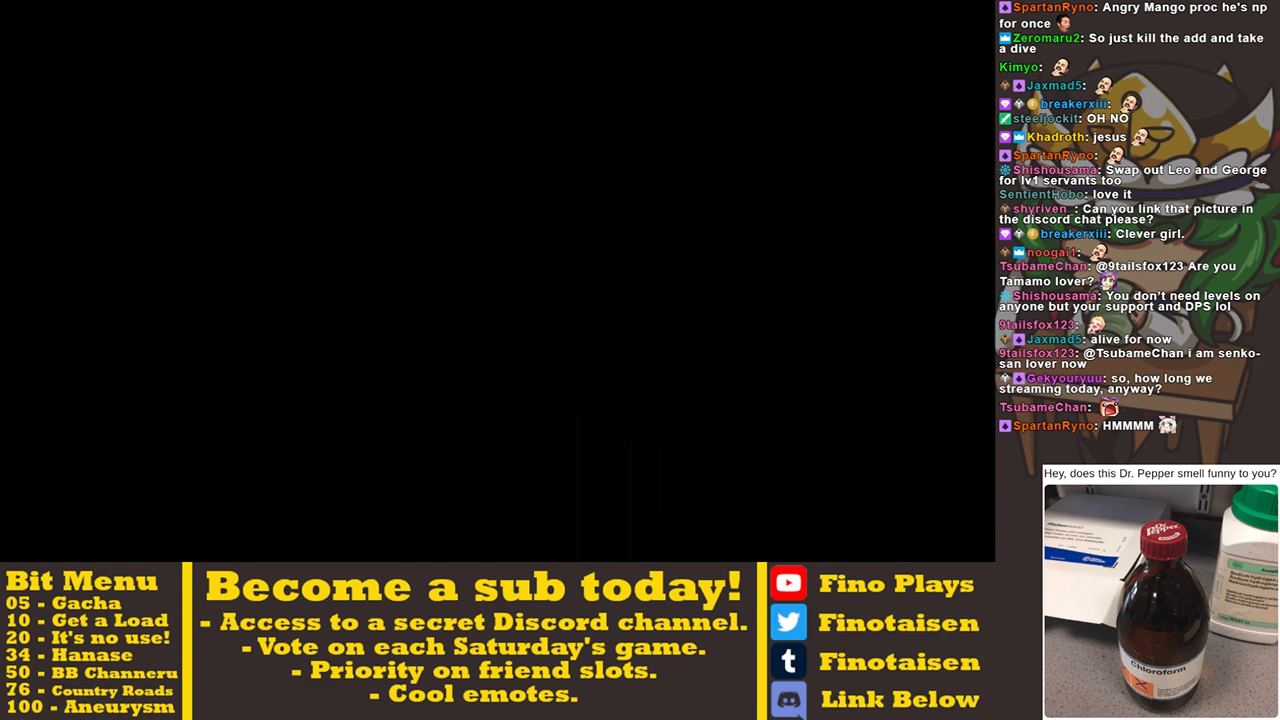 SpartanRyno: Angry Mango proc he's np
for once
Zeromaru2: So just kill the add and take
a dive
Kimyo:
Jaxmad5:
breakerxiii:
steeljockit: OH NO
Khadroth: jesus
SpartanRyno:
Shishousama: Swap out Leo and George
for lv1 servants too
SentientHobo: love it
shyriven_: Can you link that picture in
the discord chat please?
breakerxiii: Clever girl.
noogai1:
TsubameChan: @9tailsfox123 Are you
Tamamo lover?
Shishousama: You don't need levels on
anyone but your support and DPS lol
9tailsfox123:
Jaxmad5: alive for now
9tailsfox123: @TsubameChan i am senko-
san lover now
Gekyouryuu: so, how long we
streaming today, anyway?
TsubameChan:
SpartanRyno: HMMMM
Hey, does this Dr. Pepper smell funny to you?
Dr.
Pepper
Chloroform
Bit Menu
05 - Gacha
10 - Get a Load
20 - It's no use!
34 - Hanase
50 - BB Channeru
76 - Country Roads
100 - Aneurysm
Become a sub today!
- Access to a secret Discord channel.
- Vote on each Saturday's game.
- Priority on friend slots.
- Cool emotes.
Fino Plays
Finotaisen
Finotaisen
Link Below